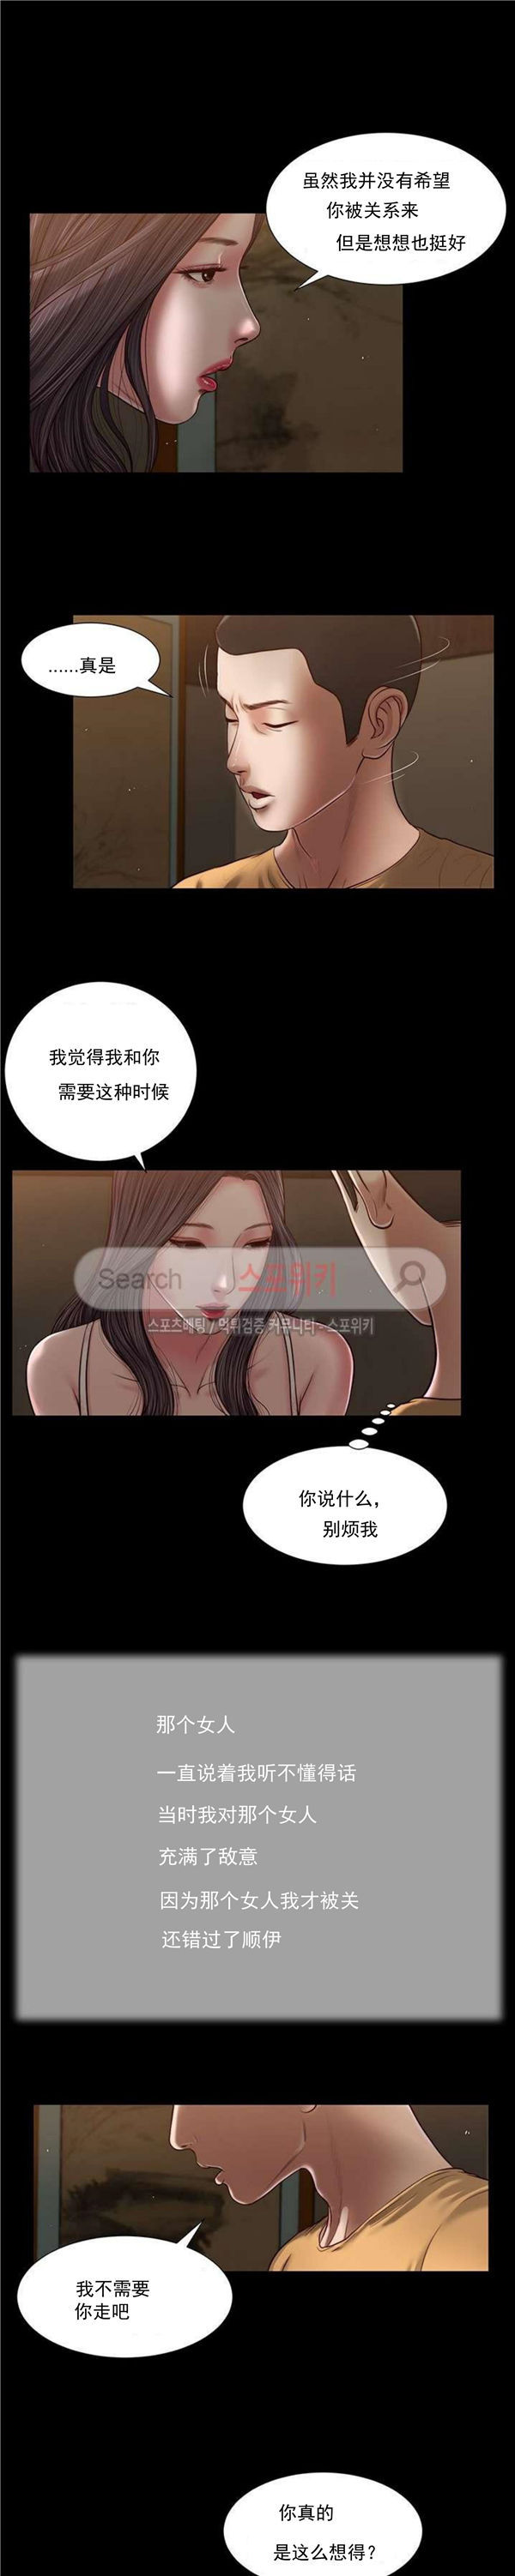 虽然我并没有希望
你被关系来
但是想想也挺好
......真是
我觉得我和你
需要这种时候
Search 스포위키
스포츠배팅 / 먹튀검증 커뮤니티 - 스포위키
你说什么，
别烦我
那个女人
一直说着我听不懂得话
当时我对那个女人
充满了敌意
因为那个女人我才被关
还错过了顺伊
我不需要
你走吧
你真的
是这么想得？